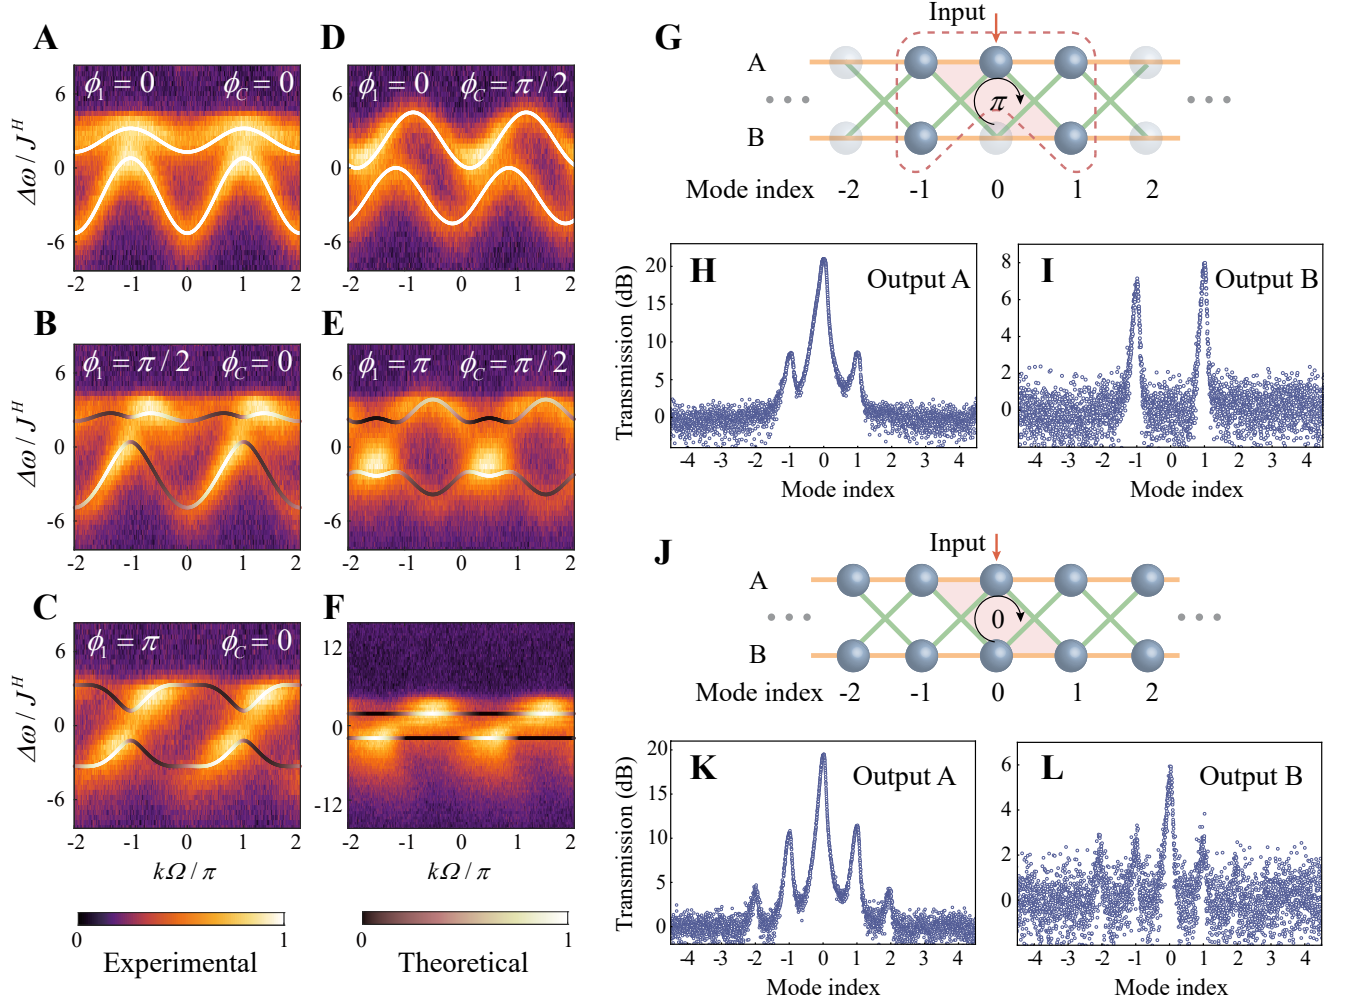 A
ϕ₁ = 0 ϕ_C = 0
Δω / J^H
6
0
-6
-2 -1 0 1 2
D
ϕ₁ = 0 ϕ_C = π / 2
6
0
-6
-2 -1 0 1 2
B
ϕ₁ = π / 2 ϕ_C = 0
Δω / J^H
6
0
-6
-2 -1 0 1 2
E
ϕ₁ = π ϕ_C = π / 2
6
0
-6
-2 -1 0 1 2
C
ϕ₁ = π ϕ_C = 0
Δω / J^H
6
0
-6
-2 -1 0 1 2
kΩ / π
F
12
0
-12
-2 -1 0 1 2
kΩ / π
0 1
Experimental
0 1
Theoretical
G
Input
A
π
B
Mode index -2 -1 0 1 2
H
Output A
Transmission (dB)
20
15
10
5
0
-4 -3 -2 -1 0 1 2 3 4
Mode index
I
Output B
8
6
4
2
0
-4 -3 -2 -1 0 1 2 3 4
Mode index
J
Input
A
0
B
Mode index -2 -1 0 1 2
K
Output A
Transmission (dB)
20
15
10
5
0
-4 -3 -2 -1 0 1 2 3 4
Mode index
L
Output B
6
4
2
0
-4 -3 -2 -1 0 1 2 3 4
Mode index